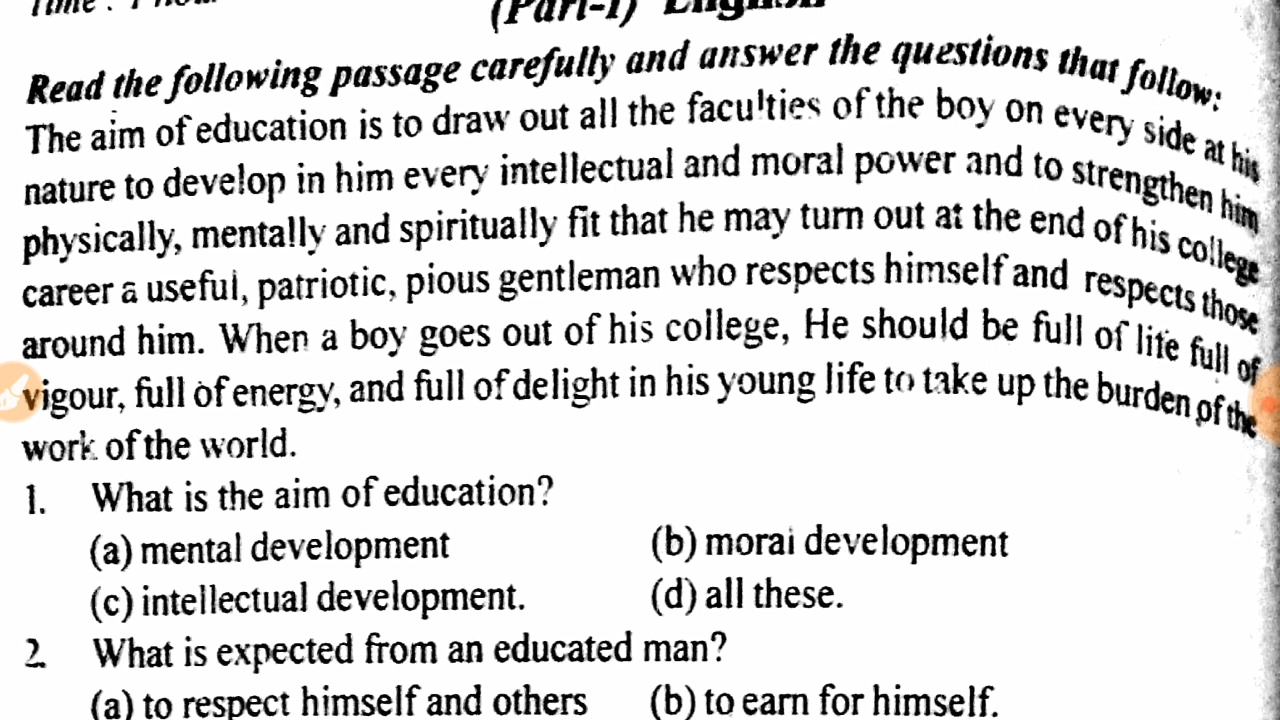 (Part-I) English
Read the following passage carefully and answer the questions that follow:
The aim of education is to draw out all the faculties of the boy on every side at his
nature to develop in him every intellectual and moral power and to strengthen him
physically, mentally and spiritually fit that he may turn out at the end of his college
career a useful, patriotic, pious gentleman who respects himself and respects those
around him. When a boy goes out of his college, He should be full of life full of
vigour, full of energy, and full of delight in his young life to take up the burden of the
work of the world.
1. What is the aim of education?
(a) mental development (b) moral development
(c) intellectual development. (d) all these.
2. What is expected from an educated man?
(a) to respect himself and others (b) to earn for himself.